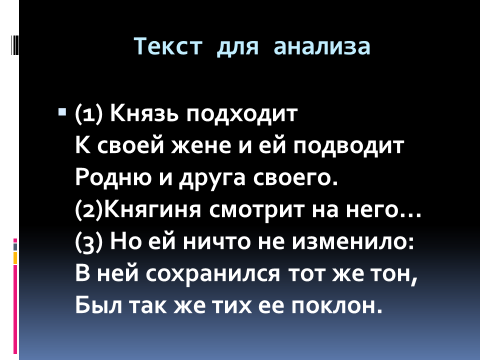 Текст для анализа
(1) Князь подходит
К своей жене и ей подводит
Родню и друга своего.
(2)Княгиня смотрит на него...
(3) Но ей ничто не изменило:
В ней сохранился тот же тон,
Был так же тих ее поклон.